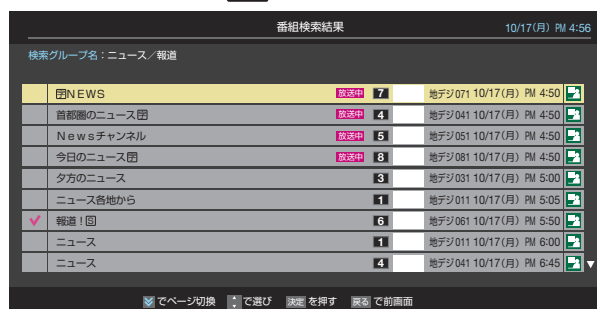 番組検索結果 10/17(月) PM 4:56
検索グループ名：ニュース／報道
字NEWS 放送中 7 地デジ071 10/17(月) PM 4:50
首都圏のニュース字 放送中 4 地デジ041 10/17(月) PM 4:50
Ｎｅｗｓチャンネル 放送中 5 地デジ051 10/17(月) PM 4:50
今日のニュース字 放送中 8 地デジ081 10/17(月) PM 4:50
夕方のニュース 3 地デジ031 10/17(月) PM 5:00
ニュース各地から 1 地デジ011 10/17(月) PM 5:05
報道！S 6 地デジ061 10/17(月) PM 5:50
ニュース 1 地デジ011 10/17(月) PM 6:00
ニュース 4 地デジ041 10/17(月) PM 6:45
でページ切換 で選び 決定 を押す 戻る で前画面